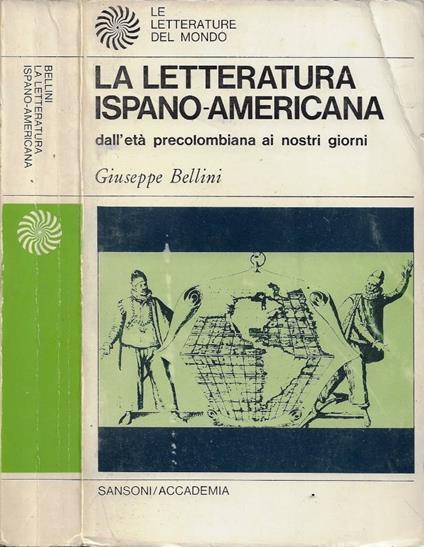 BELLINI
LA LETTERATURA
ISPANO-AMERICANA
LE
LETTERATURE
DEL MONDO
LA LETTERATURA
ISPANO-AMERICANA
dall'età precolombiana ai nostri giorni
Giuseppe Bellini
SANSONI/ACCADEMIA